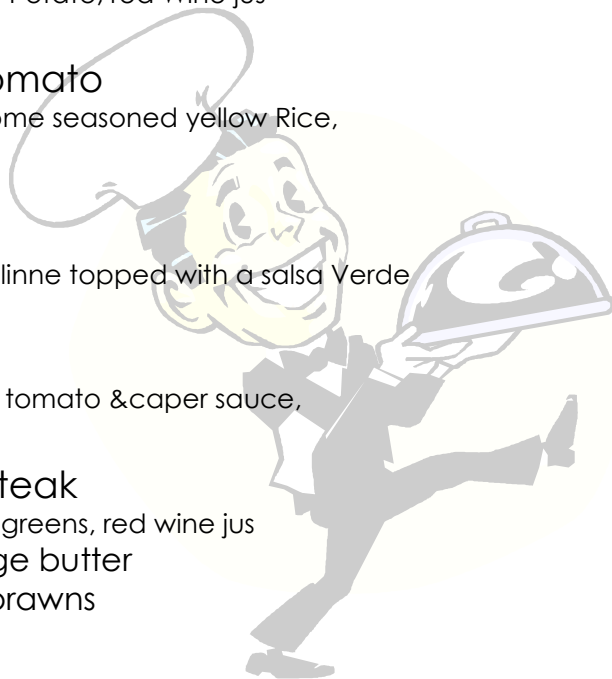 Potato, red wine jus
omato
ome seasoned yellow Rice,
linne topped with a salsa Verde
tomato &caper sauce,
teak
greens, red wine jus
ge butter
prawns